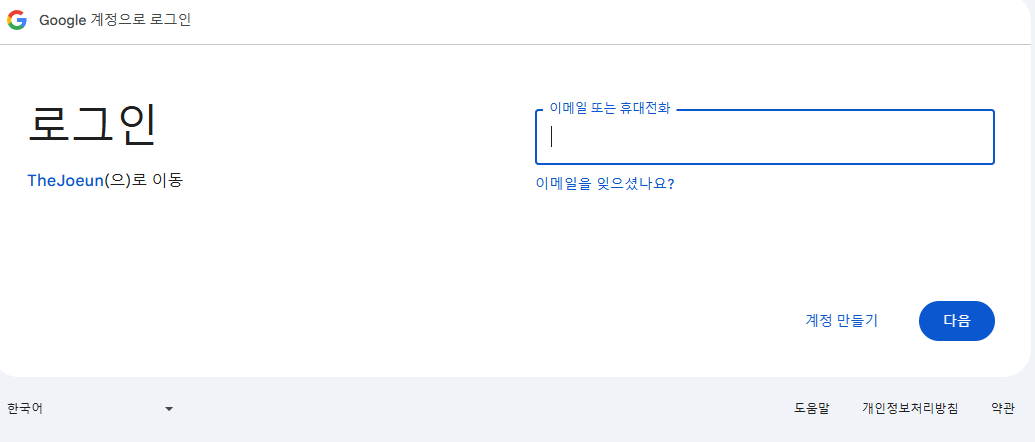 Google 계정으로 로그인
로그인
TheJoeun(으)로 이동
이메일 또는 휴대전화
이메일을 잊으셨나요?
계정 만들기
다음
한국어
도움말
개인정보처리방침
약관